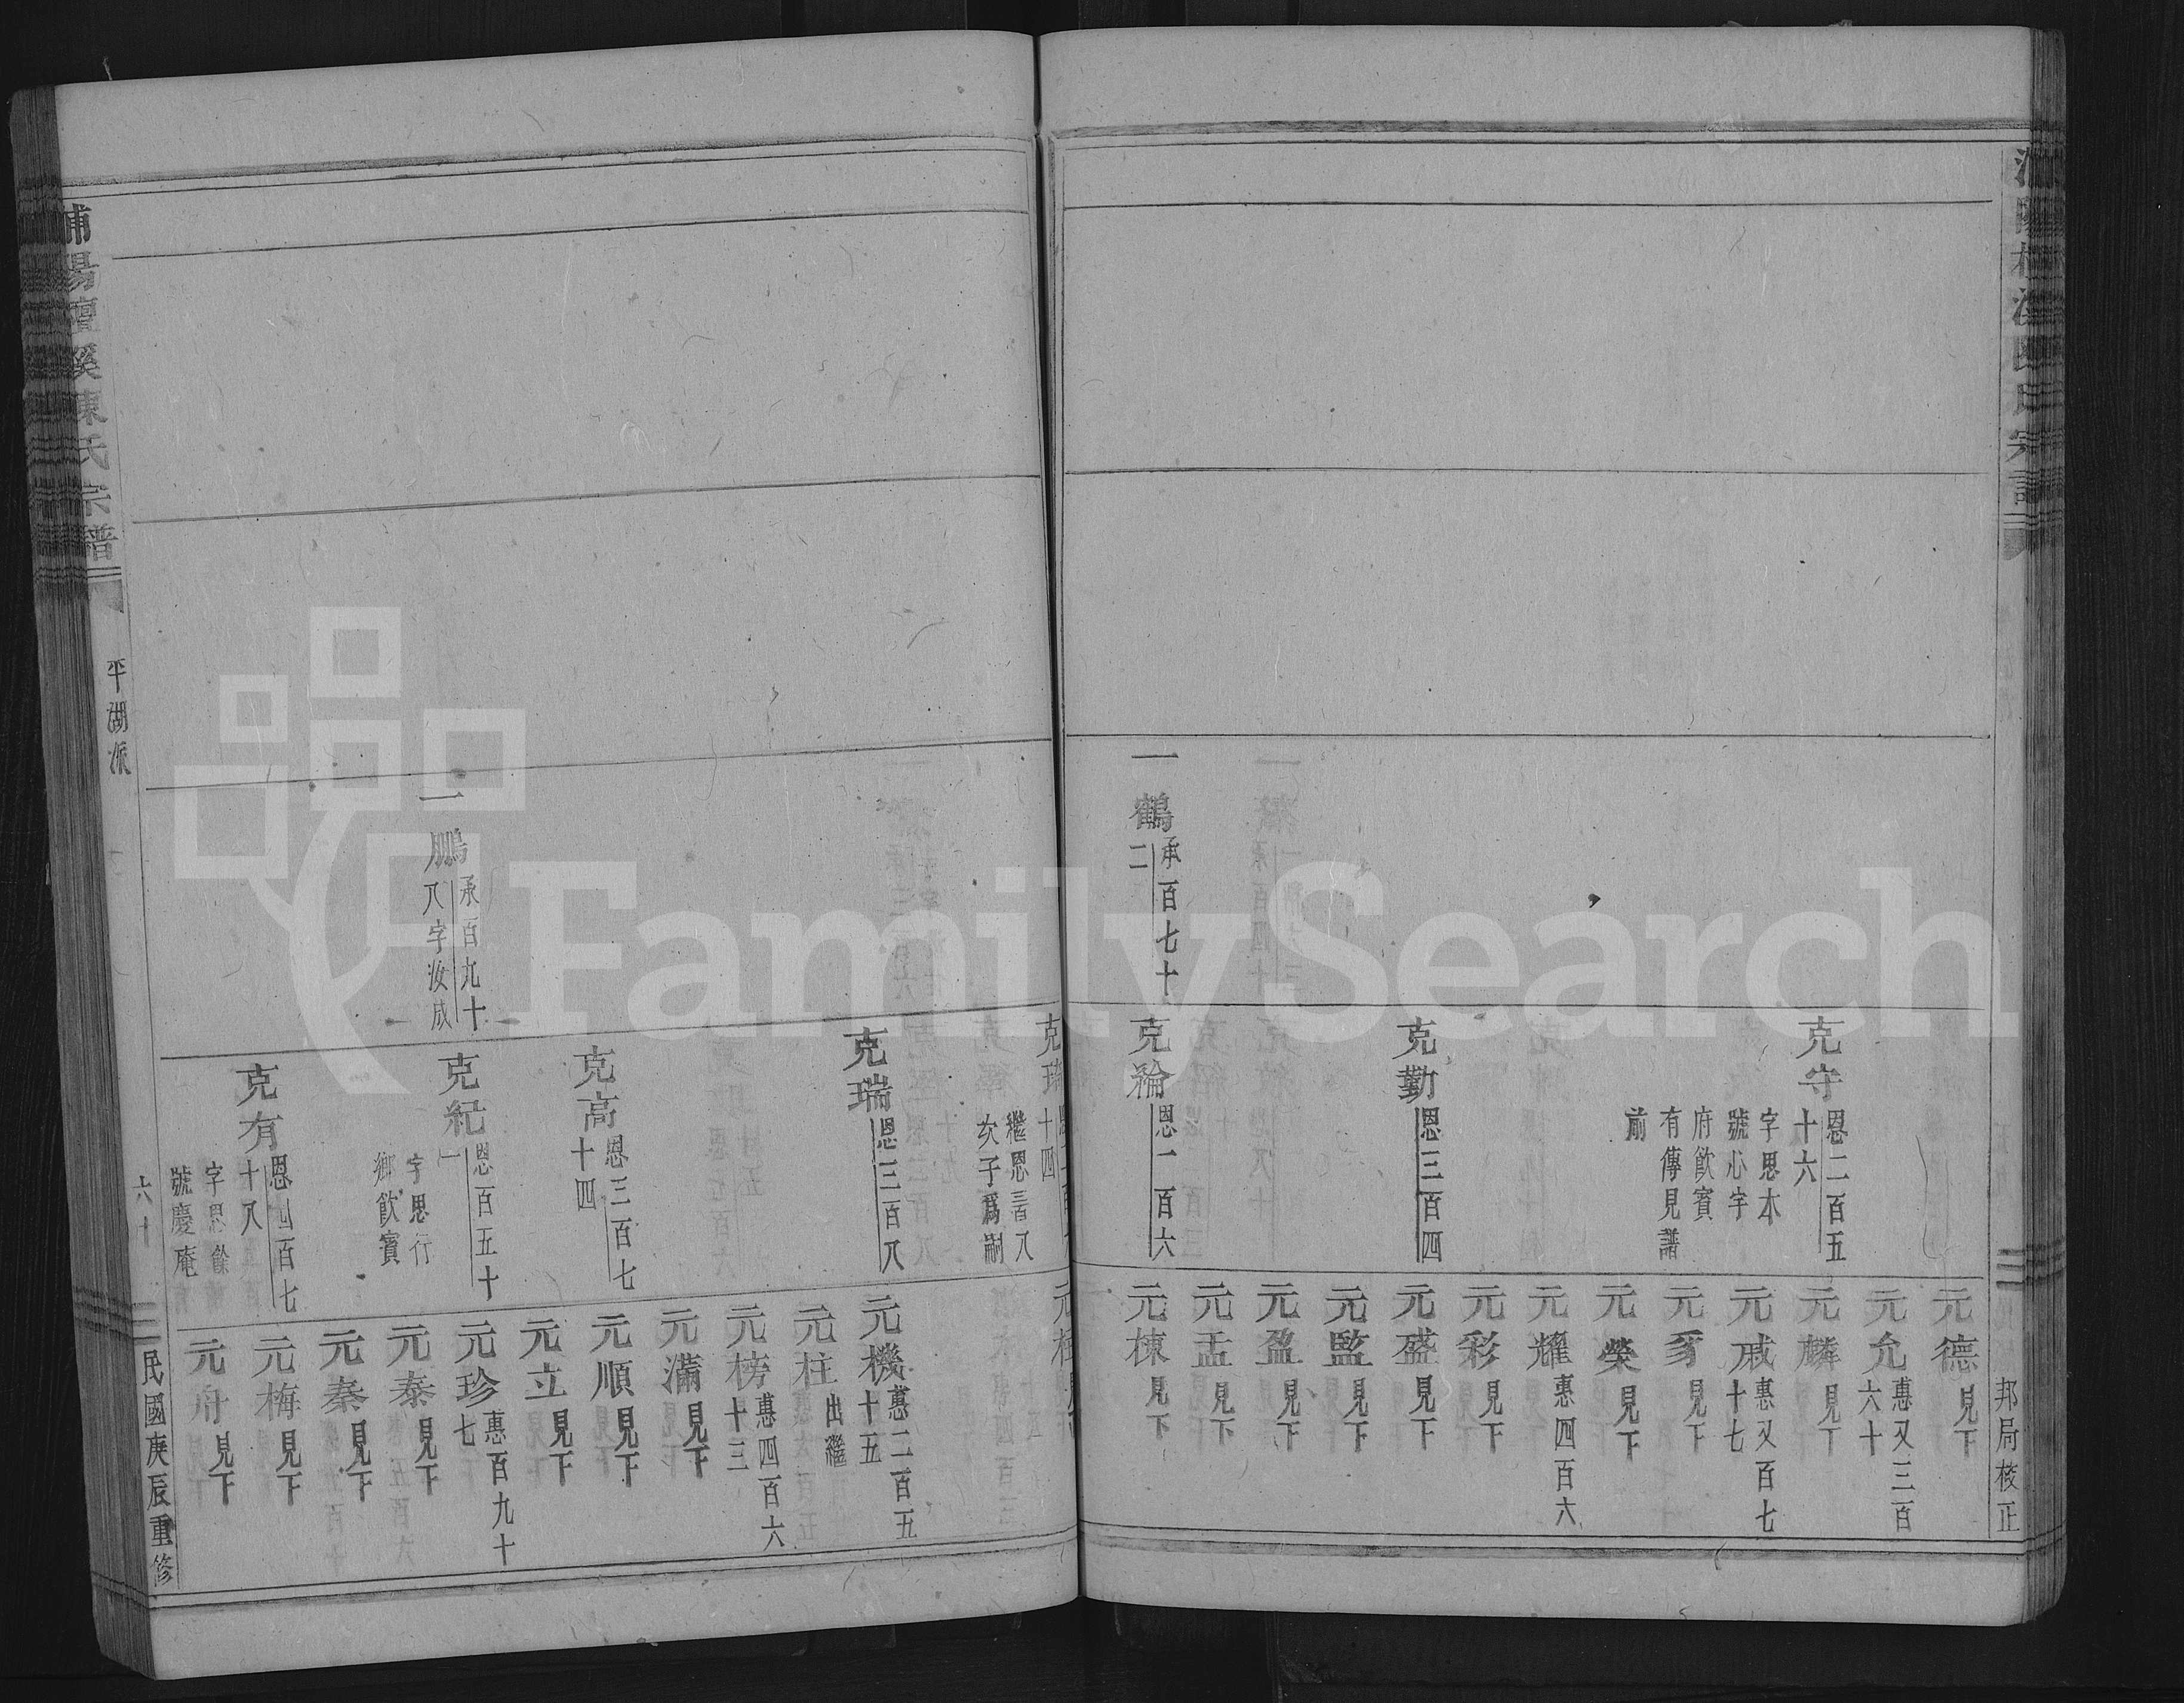 邦局校正
一鶴 承百七十
二
克守 恩二百五
十六
字思本
號心宇
府飲賓
有傳見譜
前
克勤 恩三百四
克綸 恩一百六
元德 見下
元允 惠又三百
六十
元麟 見丁
元戚 惠又百七
十七
元豸 見下
元榮 見下
元耀 惠四百六
元彩 見下
元盛 見下
元監 見下
元盈 見下
元盂 見下
元棟 見下
一鵬 承百九十
八字汝成
十四
繼恩三百八
次子爲嗣
克瑞 恩三百八
克高 恩三百七
十四
克紀 恩百五十
一
字思行
鄉飲賓
克有 恩四百七
十八
字思餘
號慶庵
元機 惠二百五
十五
元柱 出繼
元榜 惠四百六
十三
元滿 見下
元順 見下
元立 見下
元珍 惠百九十
七
元泰 見下
元秦 見下
元梅 見下
元舟 見下
浦陽檀溪陳氏宗譜
平湖派
六十
民國庚辰重修
FamilySearch